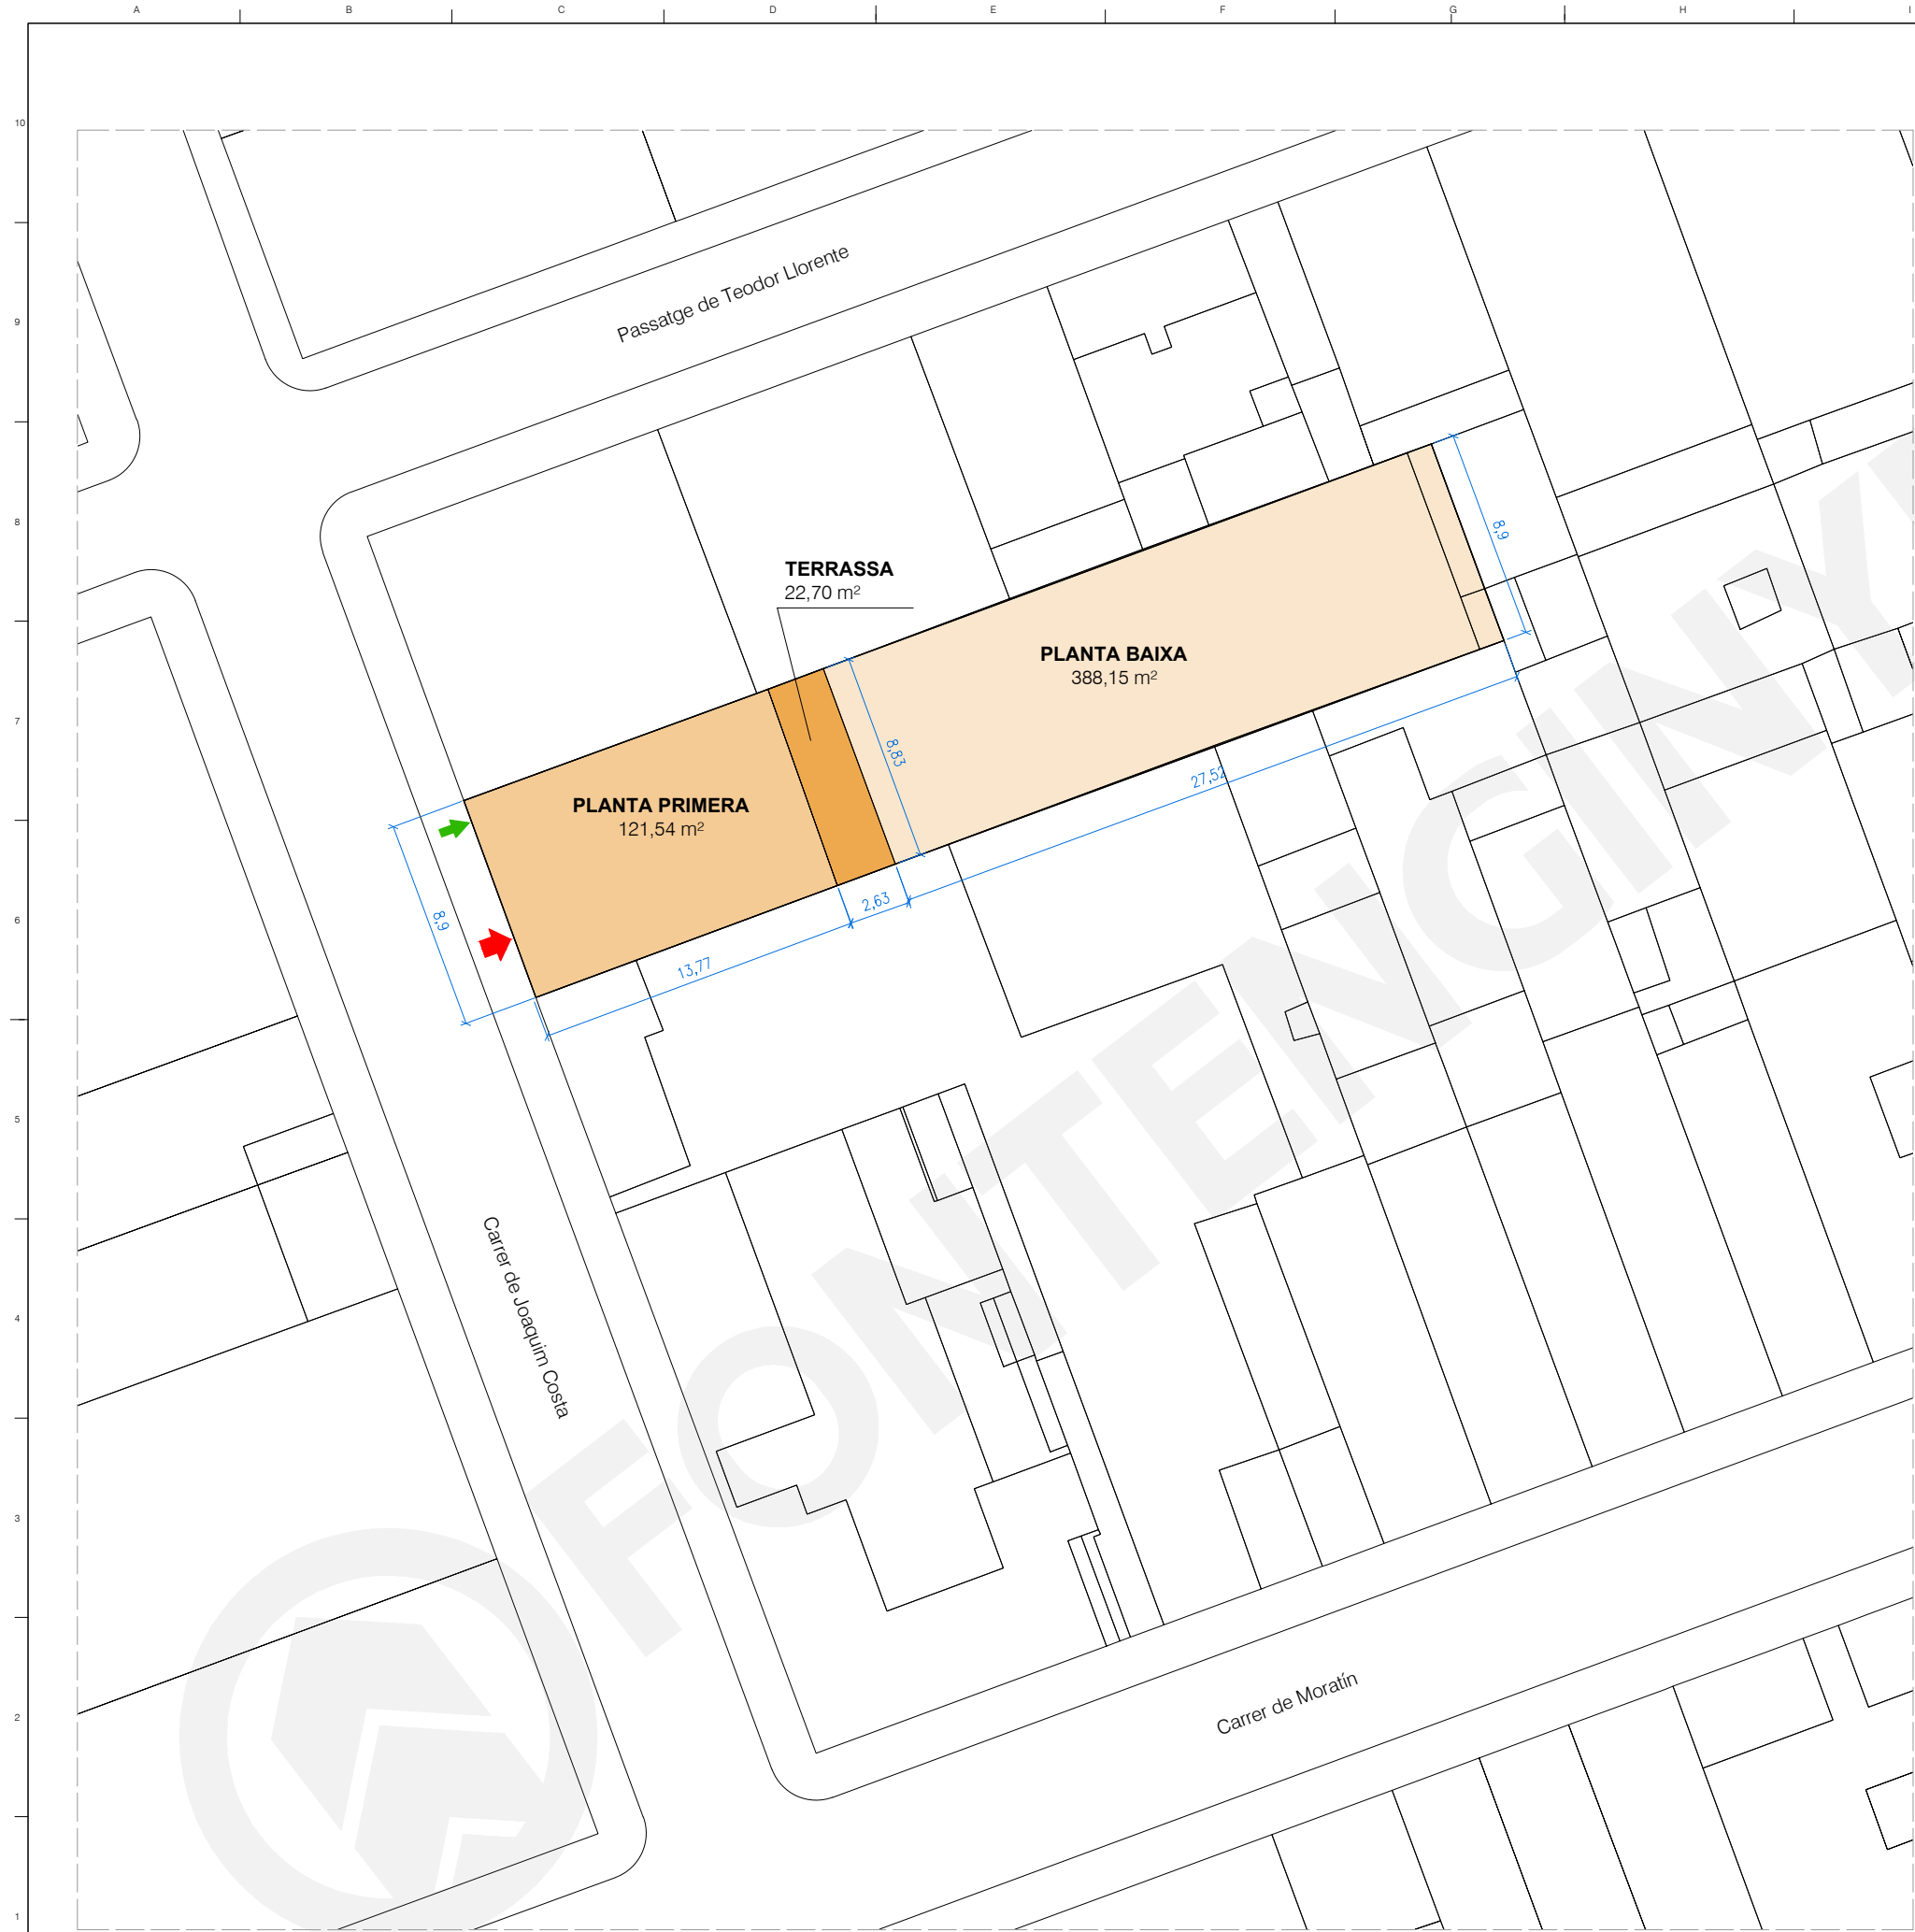 A
B
C
D
E
F
G
H
I
10
9
8
7
6
5
4
3
2
1
Passatge de Teodor Llorente
TERRASSA
22,70 m²
PLANTA BAIXA
388,15 m²
8,9
8,83
27,52
PLANTA PRIMERA
121,54 m²
8,9
2,63
13,77
Carrer de Joaquim Costa
Carrer de Moratín
FONTENGINY